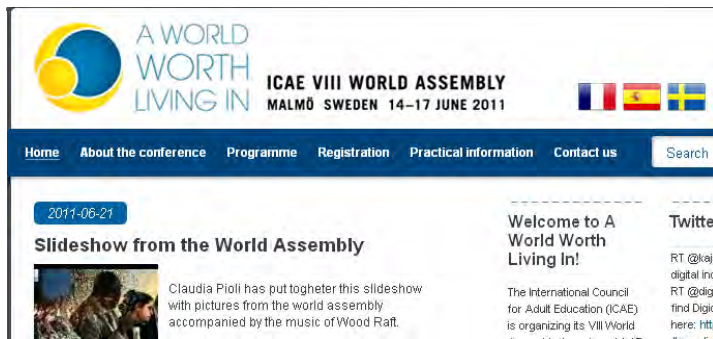 A WORLD
WORTH
LIVING IN
ICAE VIII WORLD ASSEMBLY
MALMÖ SWEDEN 14–17 JUNE 2011
Home About the conference Programme Registration Practical information Contact us Search
2011-06-21
Slideshow from the World Assembly
Claudia Pioli has put togheter this slideshow
with pictures from the world assembly
accompanied by the music of Wood Raft.
Welcome to A
World Worth
Living In!
The International Council
for Adult Education (ICAE)
is organizing its VIII World
Twitte
RT @kaj
digital inc
RT @dig
find Digic
here: htt